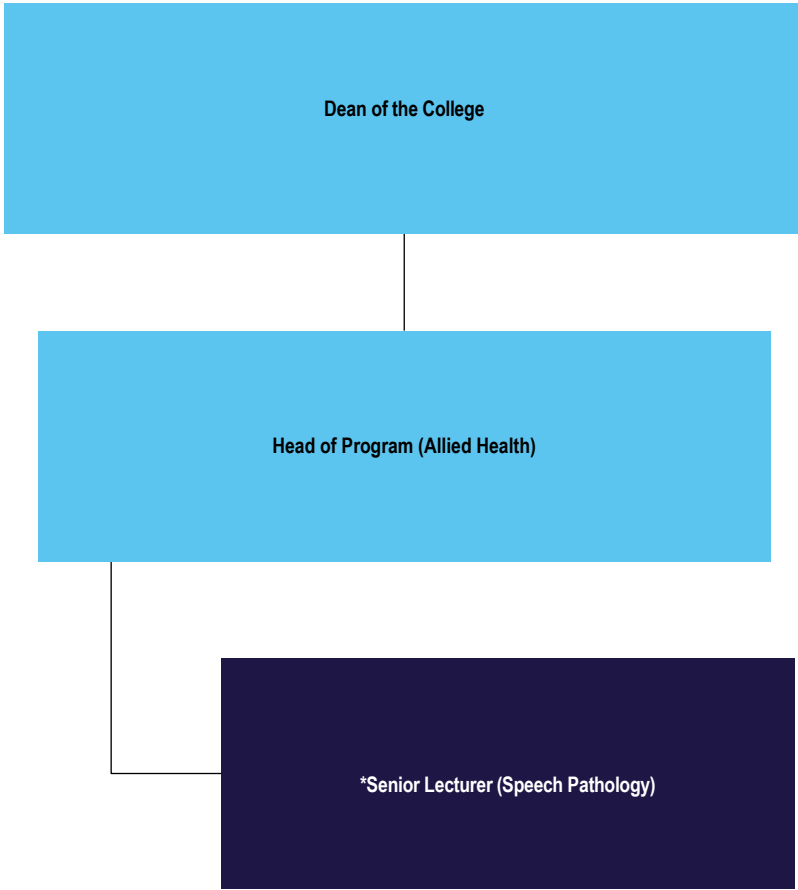 Dean of the College
Head of Program (Allied Health)
*Senior Lecturer (Speech Pathology)